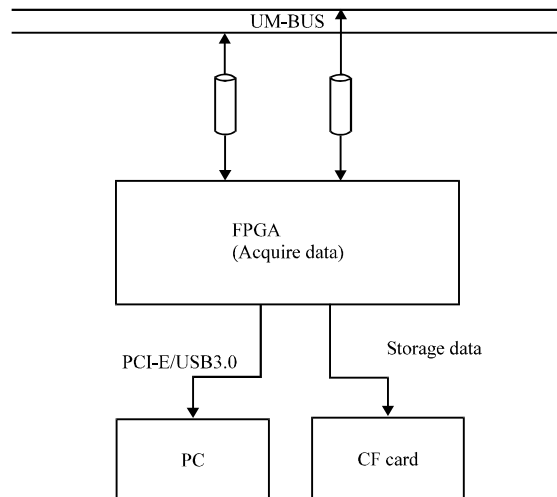 UM-BUS
FPGA
(Acquire data)
PCI-E/USB3.0
Storage data
PC
CF card